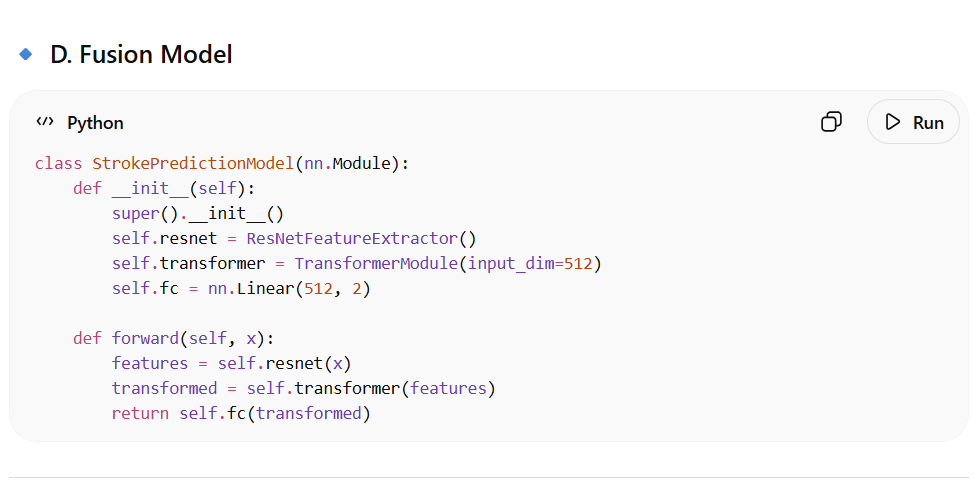 D. Fusion Model
Python
Run
class StrokePredictionModel(nn.Module):
    def __init__(self):
        super().__init__()
        self.resnet = ResNetFeatureExtractor()
        self.transformer = TransformerModule(input_dim=512)
        self.fc = nn.Linear(512, 2)

    def forward(self, x):
        features = self.resnet(x)
        transformed = self.transformer(features)
        return self.fc(transformed)